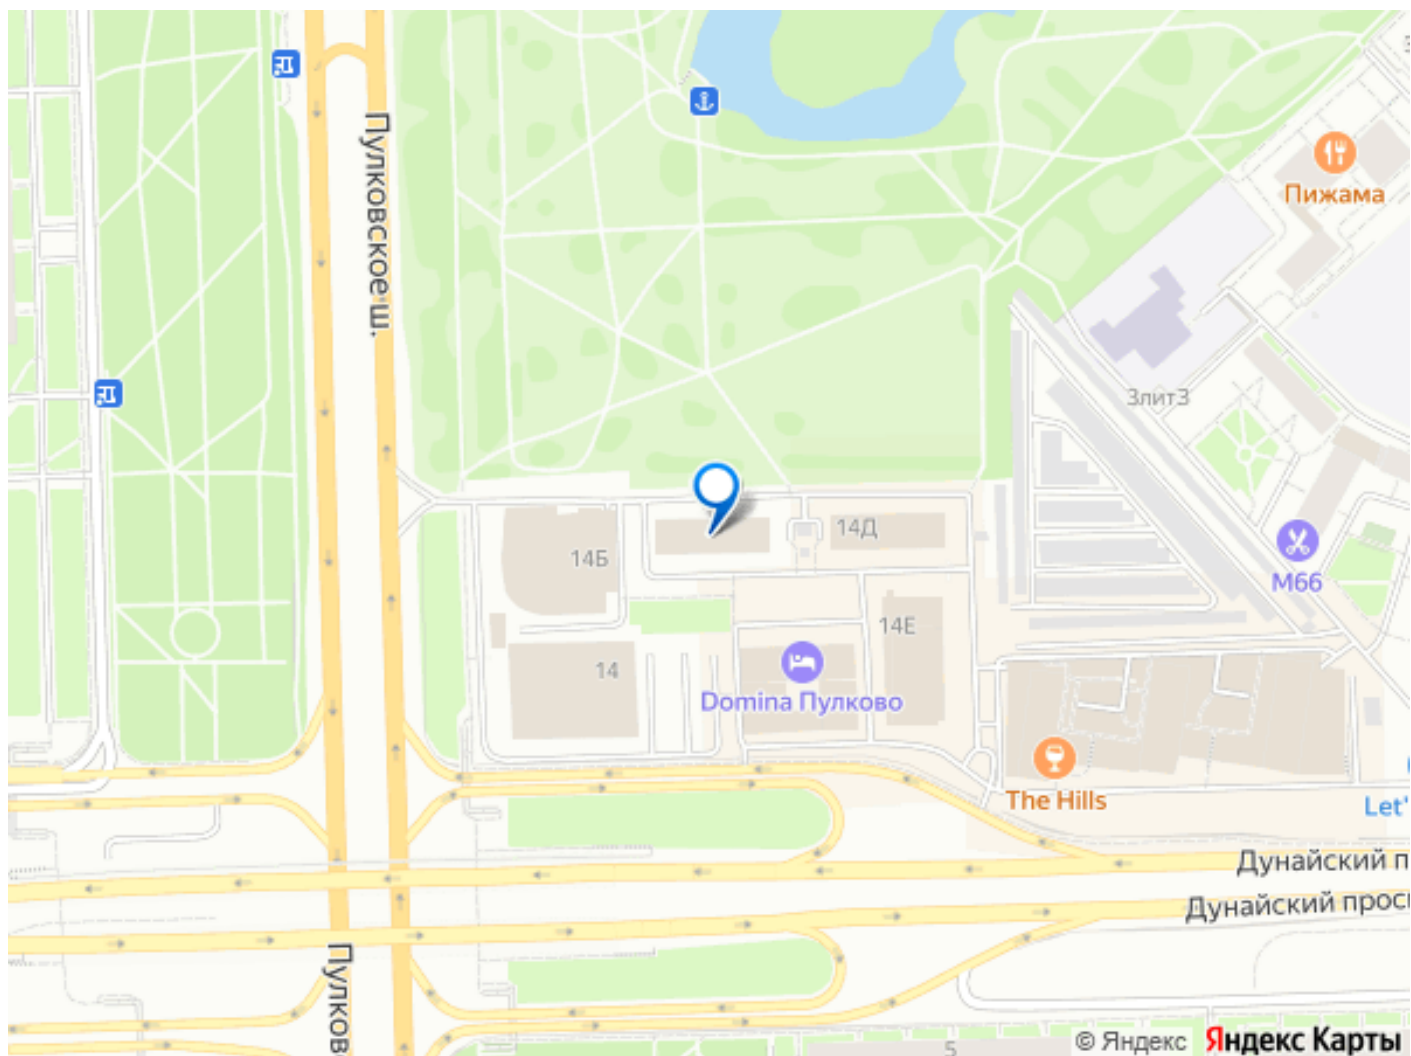 Пулковское ш.
Пижама
3литЗ
14Б
14Д
М66
14Е
14
Domina Пулково
The Hills
Let'
Дунайский п
Дунайский прос
Пулков
5
© Яндекс Яндекс Карты